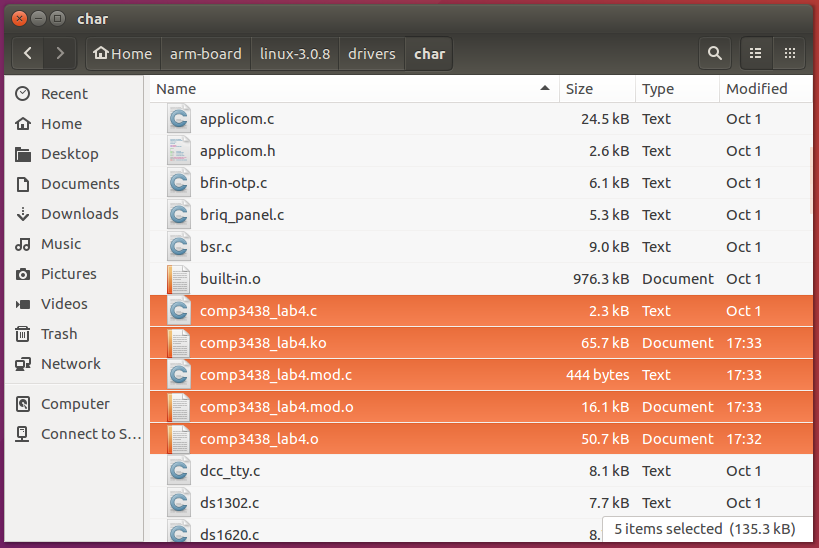 char
Home arm-board linux-3.0.8 drivers char
Recent
Home
Desktop
Documents
Downloads
Music
Pictures
Videos
Trash
Network
Computer
Connect to S...
Name Size Type Modified
applicom.c 24.5 kB Text Oct 1
applicom.h 2.6 kB Text Oct 1
bfin-otp.c 6.1 kB Text Oct 1
briq_panel.c 5.3 kB Text Oct 1
bsr.c 9.0 kB Text Oct 1
built-in.o 976.3 kB Document Oct 1
comp3438_lab4.c 2.3 kB Text Oct 1
comp3438_lab4.ko 65.7 kB Document 17:33
comp3438_lab4.mod.c 444 bytes Text 17:33
comp3438_lab4.mod.o 16.1 kB Document 17:33
comp3438_lab4.o 50.7 kB Document 17:32
dcc_tty.c 8.1 kB Text Oct 1
ds1302.c 7.7 kB Text Oct 1
ds1620.c 8.
5 items selected (135.3 kB)